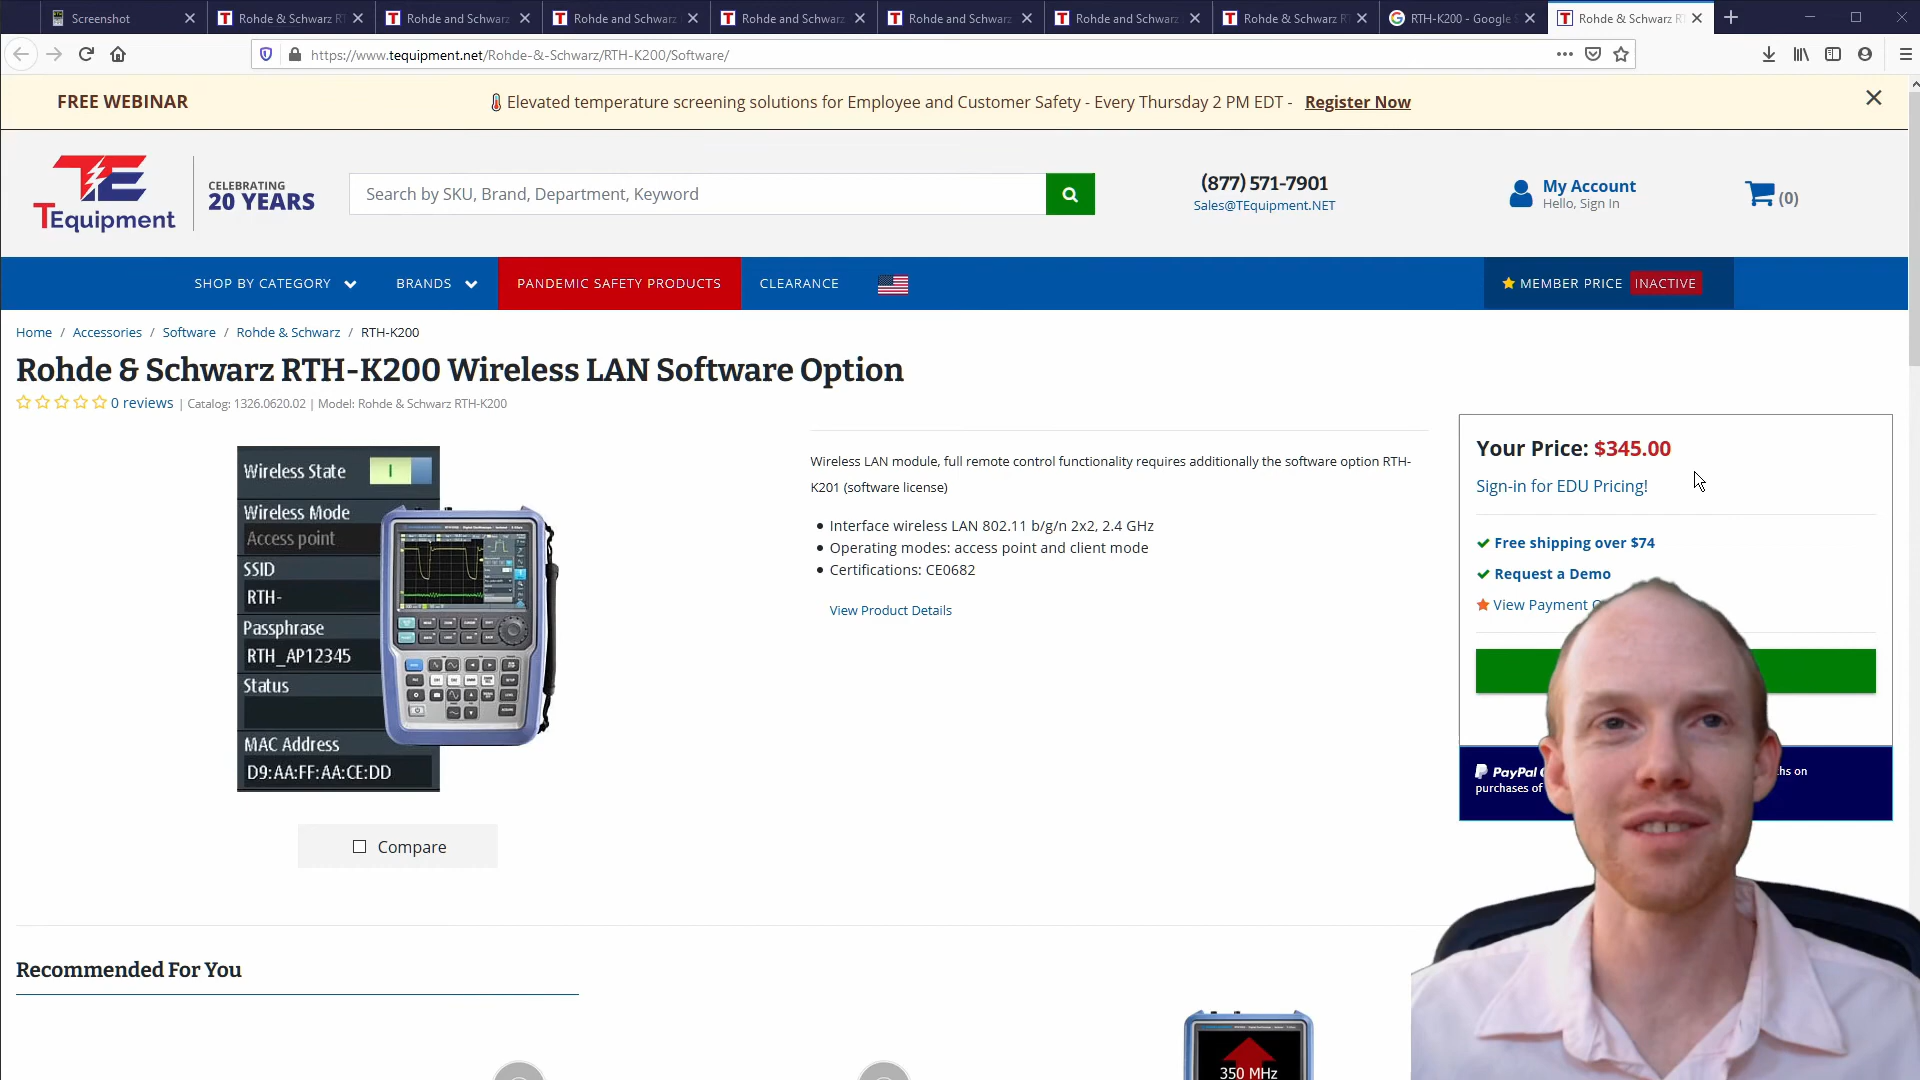 Screenshot
Rohde & Schwarz RT
Rohde and Schwarz
Rohde and Schwarz
Rohde and Schwarz
Rohde and Schwarz
Rohde and Schwarz
Rohde & Schwarz RT
RTH-K200 - Google S
Rohde & Schwarz RT
https://www.tequipment.net/Rohde-&-Schwarz/RTH-K200/Software/
FREE WEBINAR
Elevated temperature screening solutions for Employee and Customer Safety - Every Thursday 2 PM EDT - Register Now
TE
TEquipment
CELEBRATING
20 YEARS
Search by SKU, Brand, Department, Keyword
(877) 571-7901
Sales@TEquipment.NET
My Account
Hello, Sign In
(0)
SHOP BY CATEGORY
BRANDS
PANDEMIC SAFETY PRODUCTS
CLEARANCE
MEMBER PRICE INACTIVE
Home / Accessories / Software / Rohde & Schwarz / RTH-K200
Rohde & Schwarz RTH-K200 Wireless LAN Software Option
0 reviews | Catalog: 1326.0620.02 | Model: Rohde & Schwarz RTH-K200
Wireless State
Wireless Mode
Access point
SSID
RTH-
Passphrase
RTH_AP12345
Status
MAC Address
D9:AA:FF:AA:CE:DD
Compare
Wireless LAN module, full remote control functionality requires additionally the software option RTH-
K201 (software license)
Interface wireless LAN 802.11 b/g/n 2x2, 2.4 GHz
Operating modes: access point and client mode
Certifications: CE0682
View Product Details
Your Price: $345.00
Sign-in for EDU Pricing!
Free shipping over $74
Request a Demo
View Payment
PayPal
purchases of
ths on
Recommended For You
350 MHz